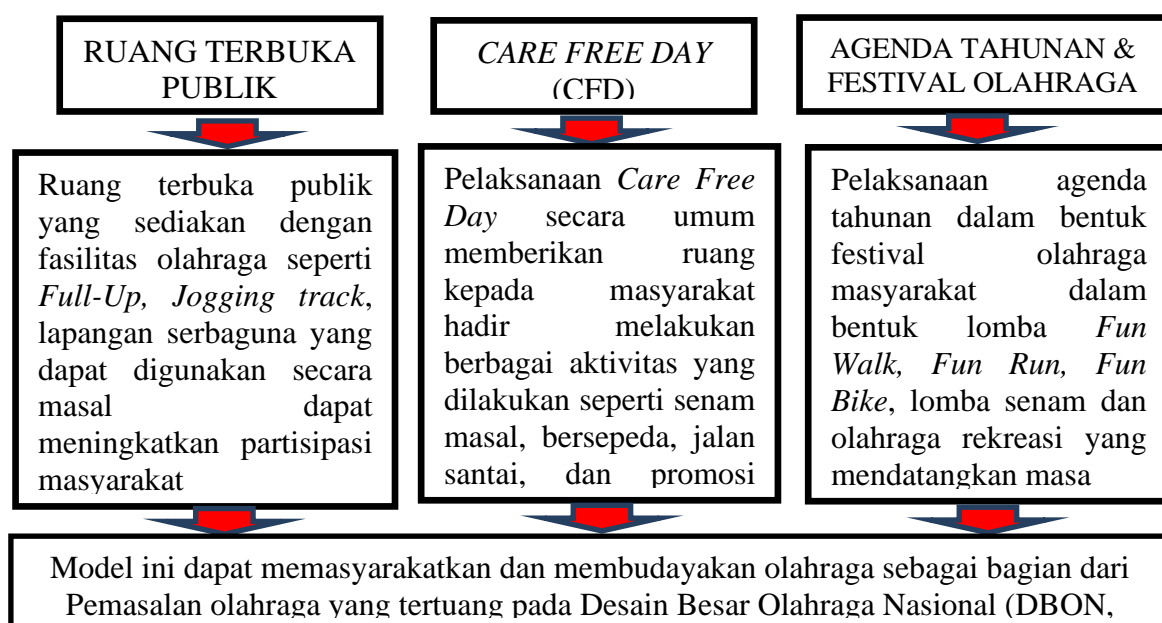 RUANG TERBUKA
PUBLIK
CARE FREE DAY
(CFD)
AGENDA TAHUNAN &
FESTIVAL OLAHRAGA
Ruang terbuka publik
yang sediakan dengan
fasilitas olahraga seperti
Full-Up, Jogging track,
lapangan serbaguna yang
dapat digunakan secara
masal dapat
meningkatkan partisipasi
masyarakat
Pelaksanaan Care Free
Day secara umum
memberikan ruang
kepada masyarakat
hadir melakukan
berbagai aktivitas yang
dilakukan seperti senam
masal, bersepeda, jalan
santai, dan promosi
Pelaksanaan agenda
tahunan dalam bentuk
festival olahraga
masyarakat dalam
bentuk lomba Fun
Walk, Fun Run, Fun
Bike, lomba senam dan
olahraga rekreasi yang
mendatangkan masa
Model ini dapat memasyarakatkan dan membudayakan olahraga sebagai bagian dari
Pemasalan olahraga yang tertuang pada Desain Besar Olahraga Nasional (DBON,